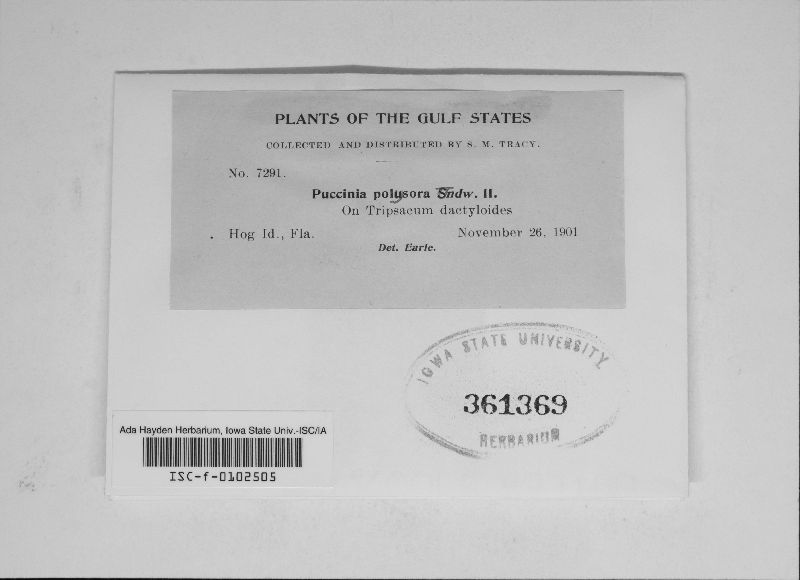 PLANTS OF THE GULF STATES
COLLECTED AND DISTRIBUTED BY S. M. TRACY.
No. 7291.
Puccinia polysora Undw. II.
On Tripsacum dactyloides
Hog Id., Fla. November 26, 1901
Det. Earle.
IOWA STATE UNIVERSITY
361369
HERBARIUM
Ada Hayden Herbarium, Iowa State Univ.-ISC/IA
ISC-f-0102505